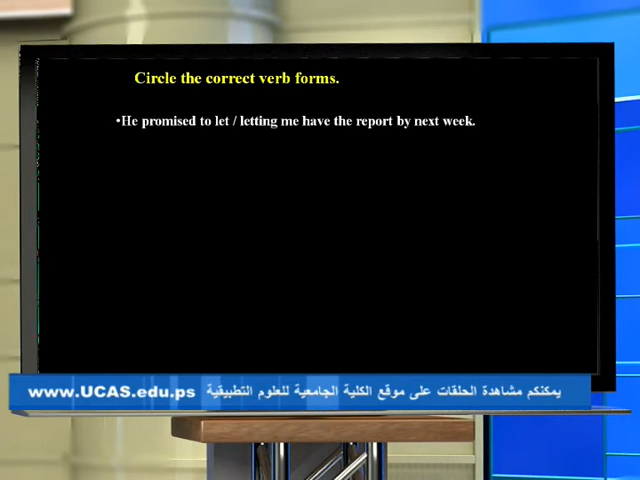 Circle the correct verb forms.
•He promised to let / letting me have the report by next week.
www.UCAS.edu.ps يمكنكم مشاهدة الحلقات على موقع الكلية الجامعية للعلوم التطبيقية